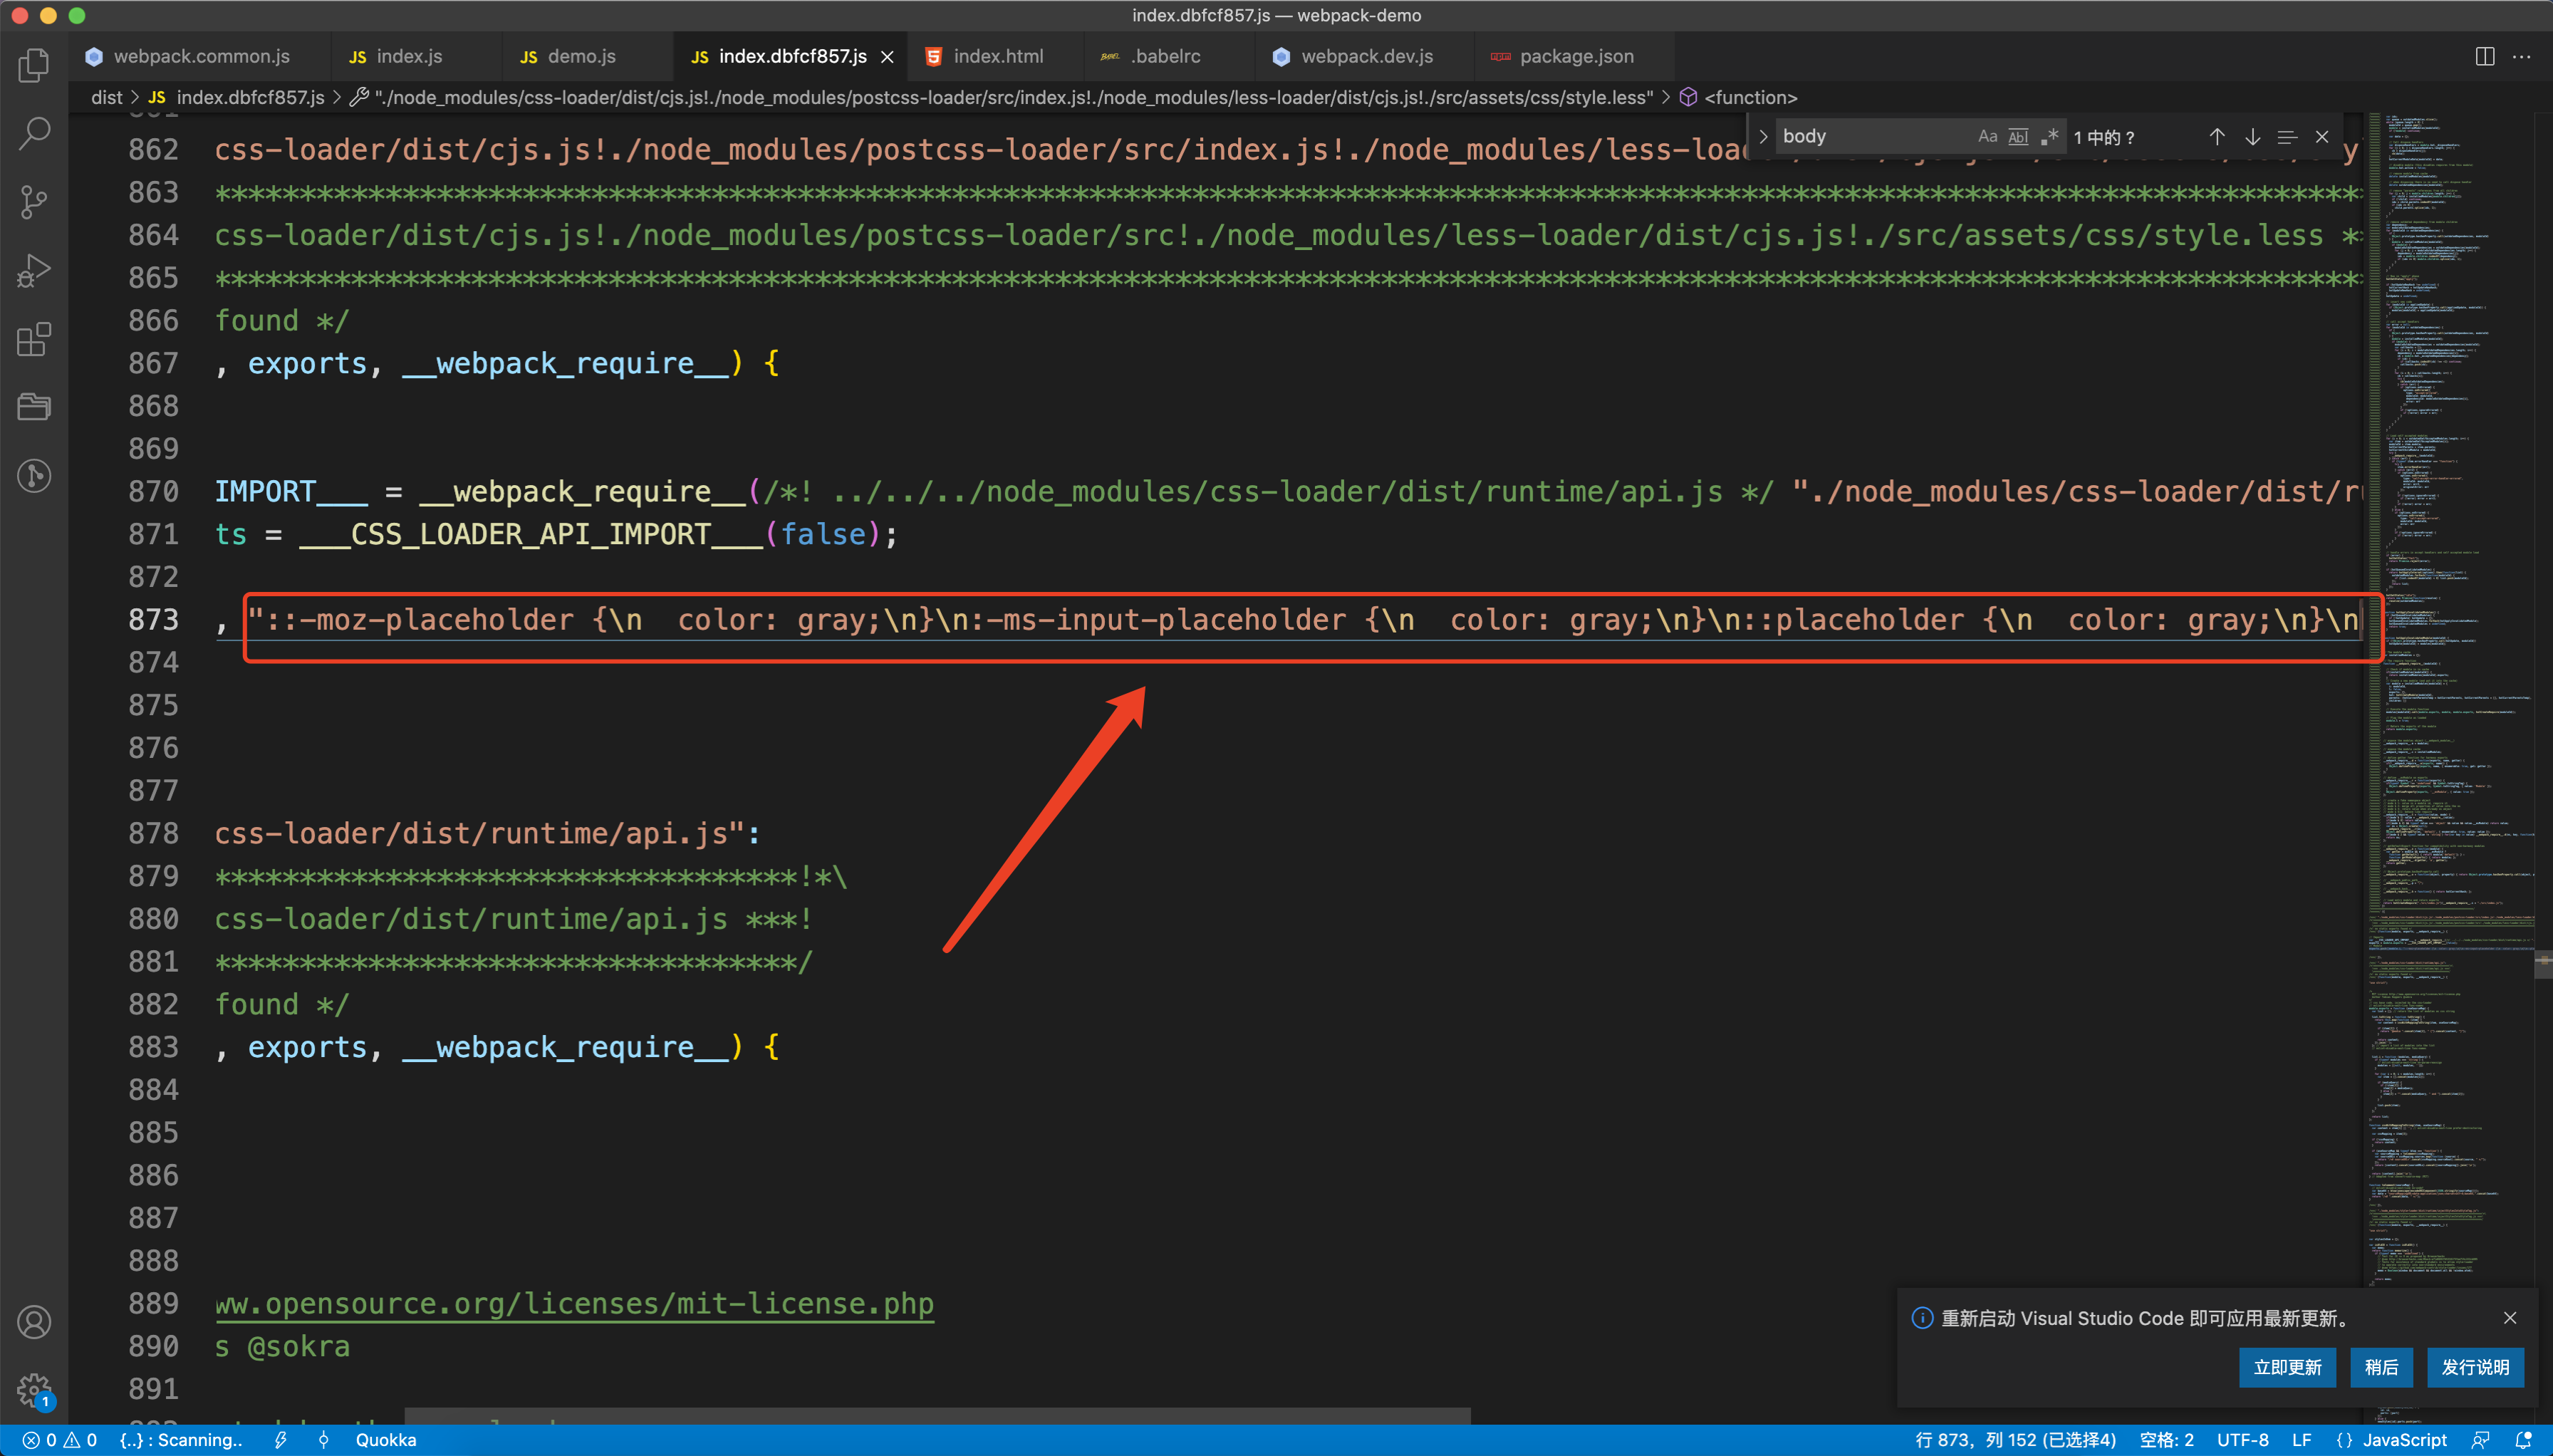 index.dbfcf857.js — webpack-demo
webpack.common.js JS index.js JS demo.js JS index.dbfcf857.js index.html BABEL .babelrc webpack.dev.js npm package.json
dist > JS index.dbfcf857.js > "./node_modules/css-loader/dist/cjs.js!./node_modules/postcss-loader/src/index.js!./node_modules/less-loader/dist/cjs.js!./src/assets/css/style.less" > <function>
body Aa Abl .* 1 中的 ?
862 css-loader/dist/cjs.js!./node_modules/postcss-loader/src/index.js!./node_modules/less-loa
863 ********************************************************************************************************************************
864 css-loader/dist/cjs.js!./node_modules/postcss-loader/src!./node_modules/less-loader/dist/cjs.js!./src/assets/css/style.less **
865 ********************************************************************************************************************************
866 found */
867 , exports, __webpack_require__) {
868
869
870 IMPORT___ = __webpack_require__(/*! ../../../node_modules/css-loader/dist/runtime/api.js */ "./node_modules/css-loader/dist/ru
871 ts = ___CSS_LOADER_API_IMPORT___(false);
872
873 , "::-moz-placeholder {\n  color: gray;\n}\n:-ms-input-placeholder {\n  color: gray;\n}\n::placeholder {\n  color: gray;\n}\n
874
875
876
877
878 css-loader/dist/runtime/api.js":
879 ***********************************!*\
880 css-loader/dist/runtime/api.js ***!
881 ***********************************/
882 found */
883 , exports, __webpack_require__) {
884
885
886
887
888
889 ww.opensource.org/licenses/mit-license.php
890 s @sokra
891
重新启动 Visual Studio Code 即可应用最新更新。
立即更新 稍后 发行说明
1
0 0 {..} : Scanning.. Quokka 行 873，列 152 (已选择4) 空格: 2 UTF-8 LF {} JavaScript